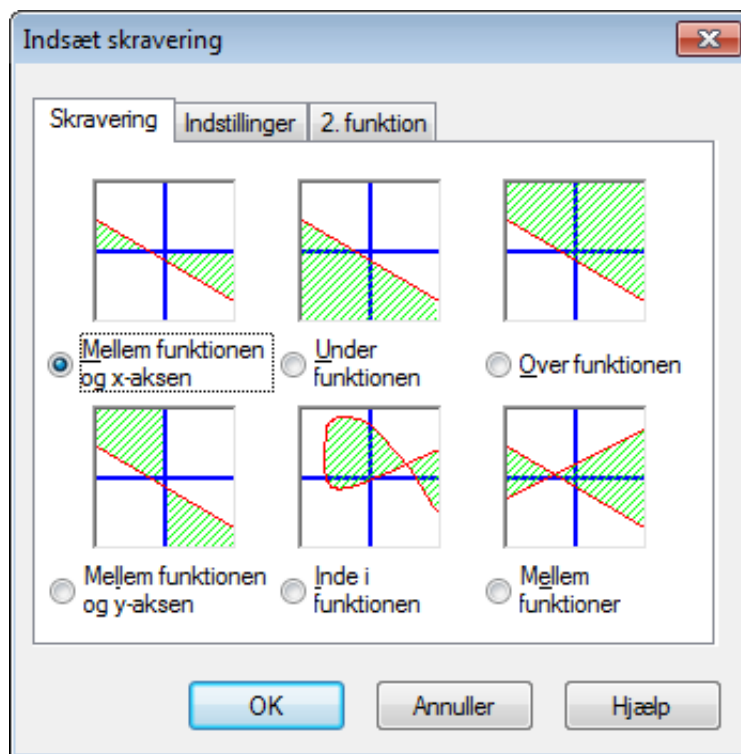 Indsæt skravering
Skravering
Indstillinger
2. funktion
Mellem funktionen
og x-aksen
Under
funktionen
Over funktionen
Mellem funktionen
og y-aksen
Inde i
funktionen
Mellem
funktioner
OK
Annuller
Hjælp